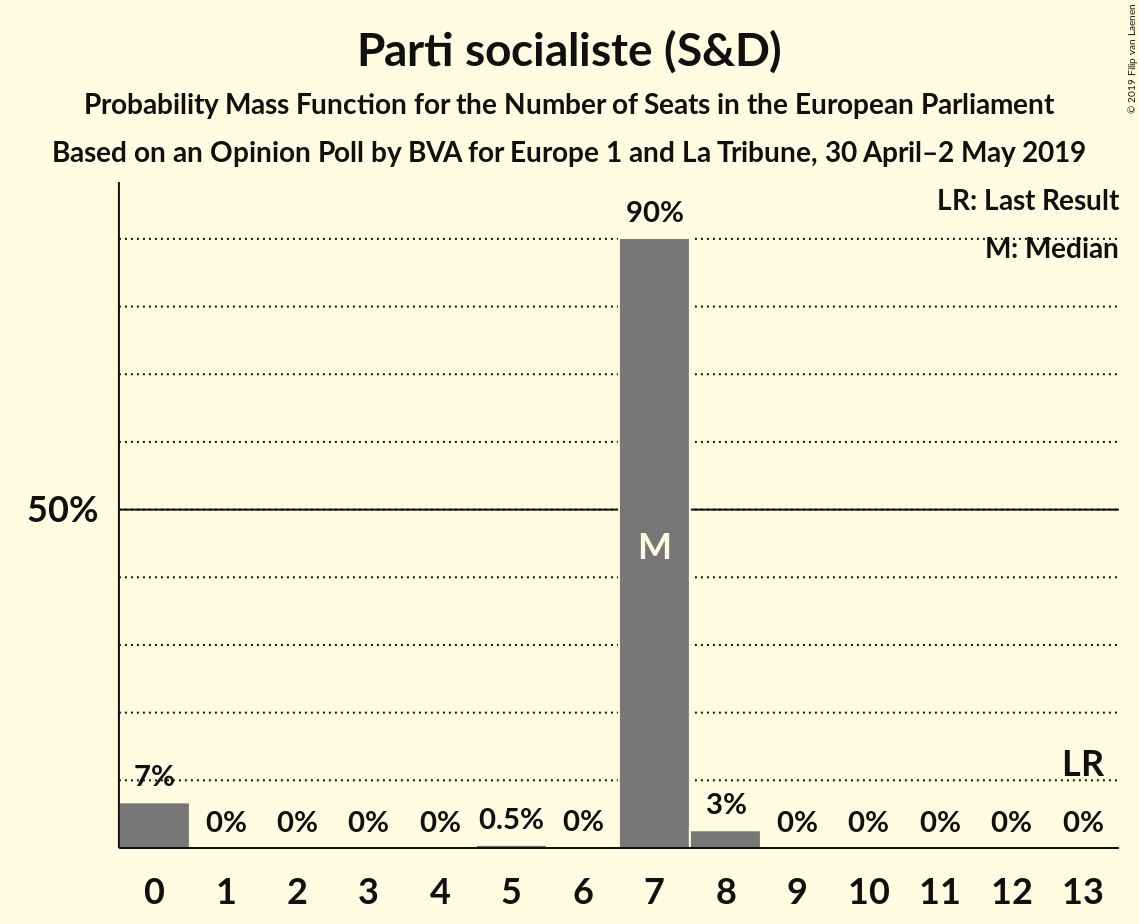 Parti socialiste (S&D)
Probability Mass Function for the Number of Seats in the European Parliament
Based on an Opinion Poll by BVA for Europe 1 and La Tribune, 30 April–2 May 2019
© 2019 Filip van Laenen
LR: Last Result
M: Median
90%
50%
M
LR
7%
0%
0%
0%
0%
0.5%
0%
3%
0%
0%
0%
0%
0%
0 1 2 3 4 5 6 7 8 9 10 11 12 13